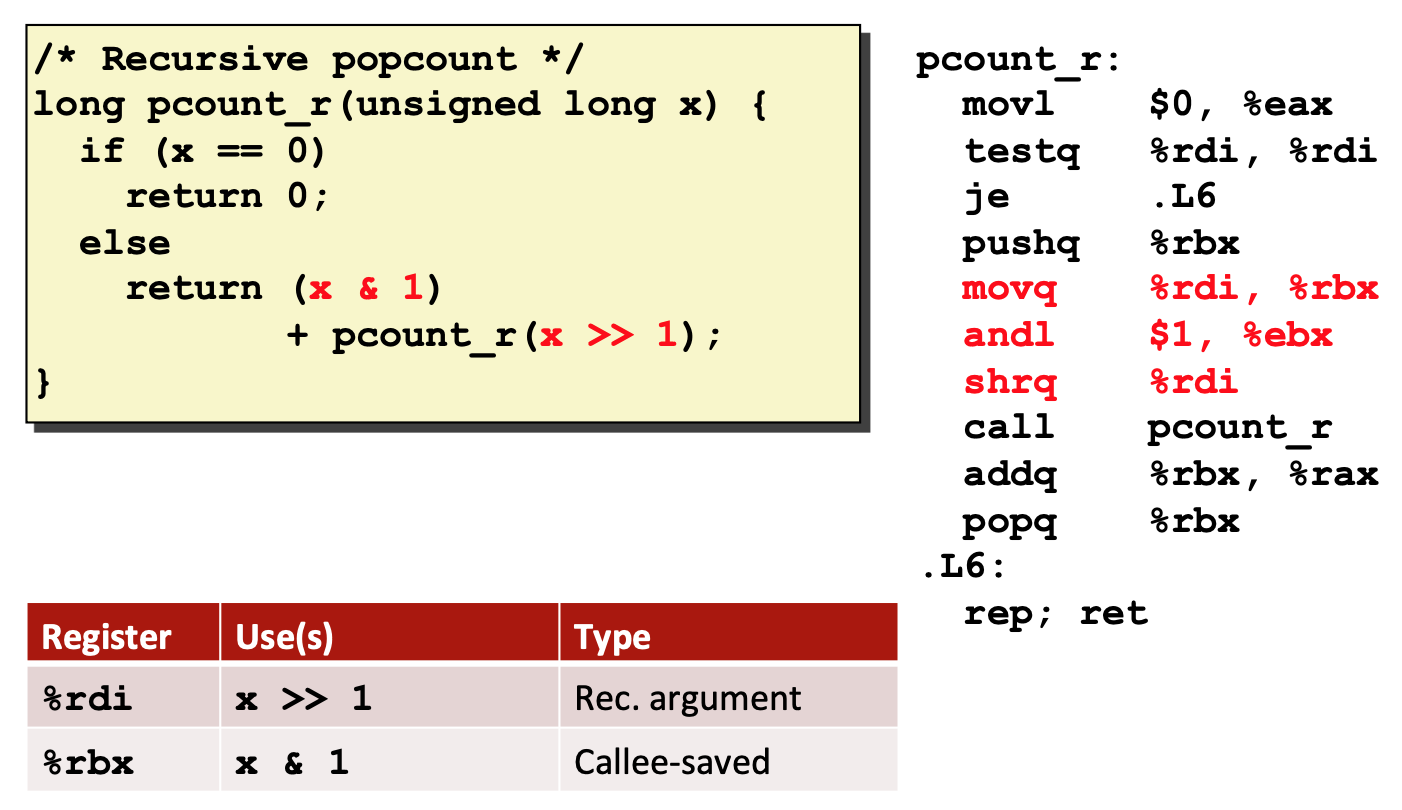 /* Recursive popcount */
long pcount_r(unsigned long x) {
  if (x == 0)
    return 0;
  else
    return (x & 1)
           + pcount_r(x >> 1);
}
pcount_r:
  movl    $0, %eax
  testq   %rdi, %rdi
  je      .L6
  pushq   %rbx
  movq    %rdi, %rbx
  andl    $1, %ebx
  shrq    %rdi
  call    pcount_r
  addq    %rbx, %rax
  popq    %rbx
.L6:
  rep; ret
Register Use(s) Type
%rdi x >> 1 Rec. argument
%rbx x & 1 Callee-saved